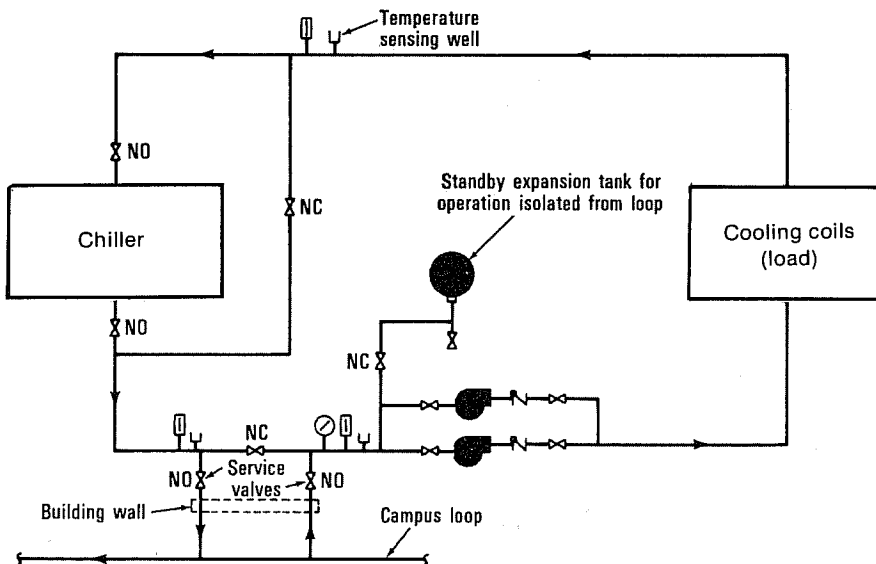 Temperature
sensing well
NO
NC
Standby expansion tank for
operation isolated from loop
Chiller
Cooling coils
(load)
NO
NC
NC
NO
Service
valves
NO
Building wall
Campus loop